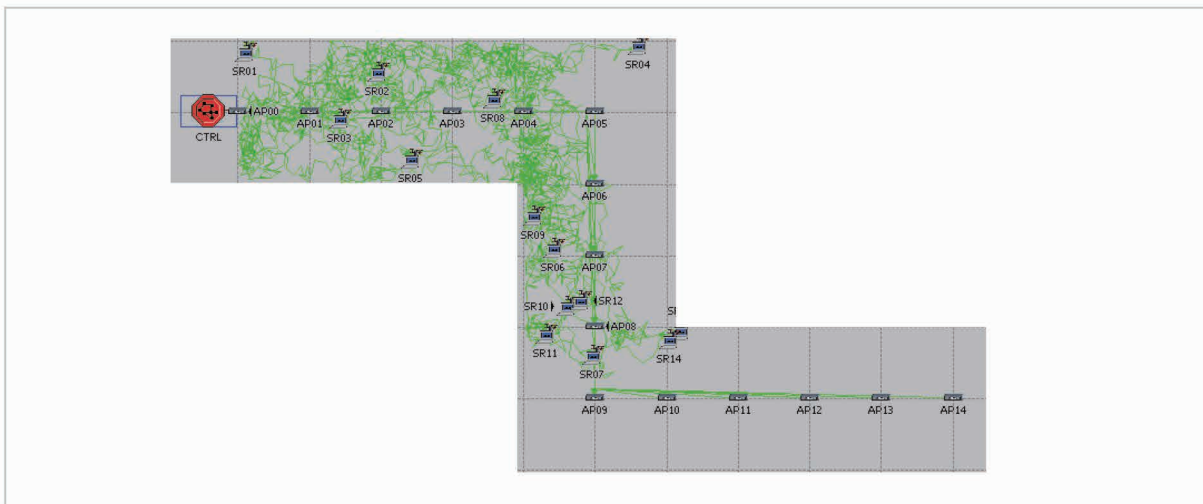 SR01
SR04
SR02
SR08
AP00
AP01
AP02
AP03
AP04
AP05
SR03
CTRL
SR05
AP06
SR09
SR06
AP07
SR10
SR12
AP08
SR11
SR14
SR07
AP09
AP10
AP11
AP12
AP13
AP14